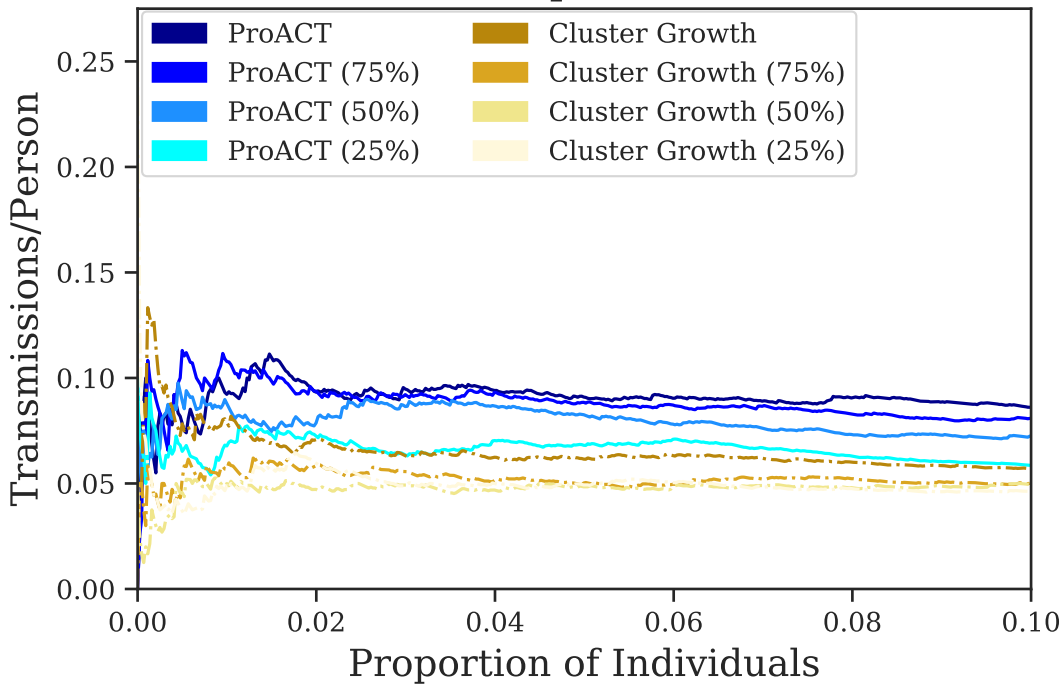 ProACT
ProACT (75%)
ProACT (50%)
ProACT (25%)
Cluster Growth
Cluster Growth (75%)
Cluster Growth (50%)
Cluster Growth (25%)
Transmissions/Person
0.25
0.20
0.15
0.10
0.05
0.00
0.00 0.02 0.04 0.06 0.08 0.10
Proportion of Individuals